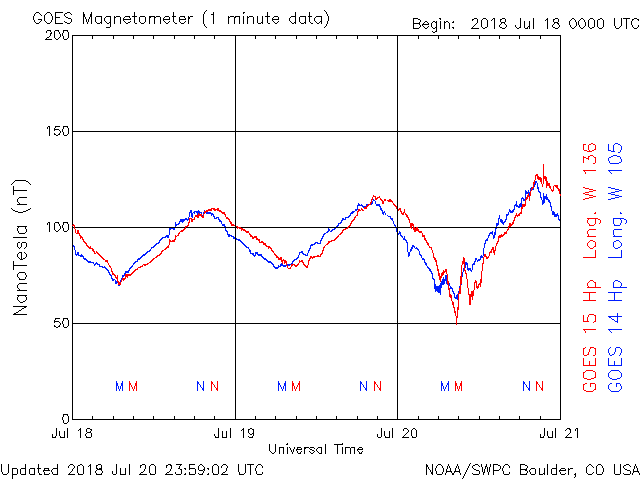 GOES Magnetometer (1 minute data)
Begin: 2018 Jul 18 0000 UTC
200
150
100
50
0
NanoTesla (nT)
M M N N M M N N M M N N
Jul 18 Jul 19 Jul 20 Jul 21
Universal Time
GOES 15 Hp Long. W 136
GOES 14 Hp Long. W 105
Updated 2018 Jul 20 23:59:02 UTC
NOAA/SWPC Boulder, CO USA